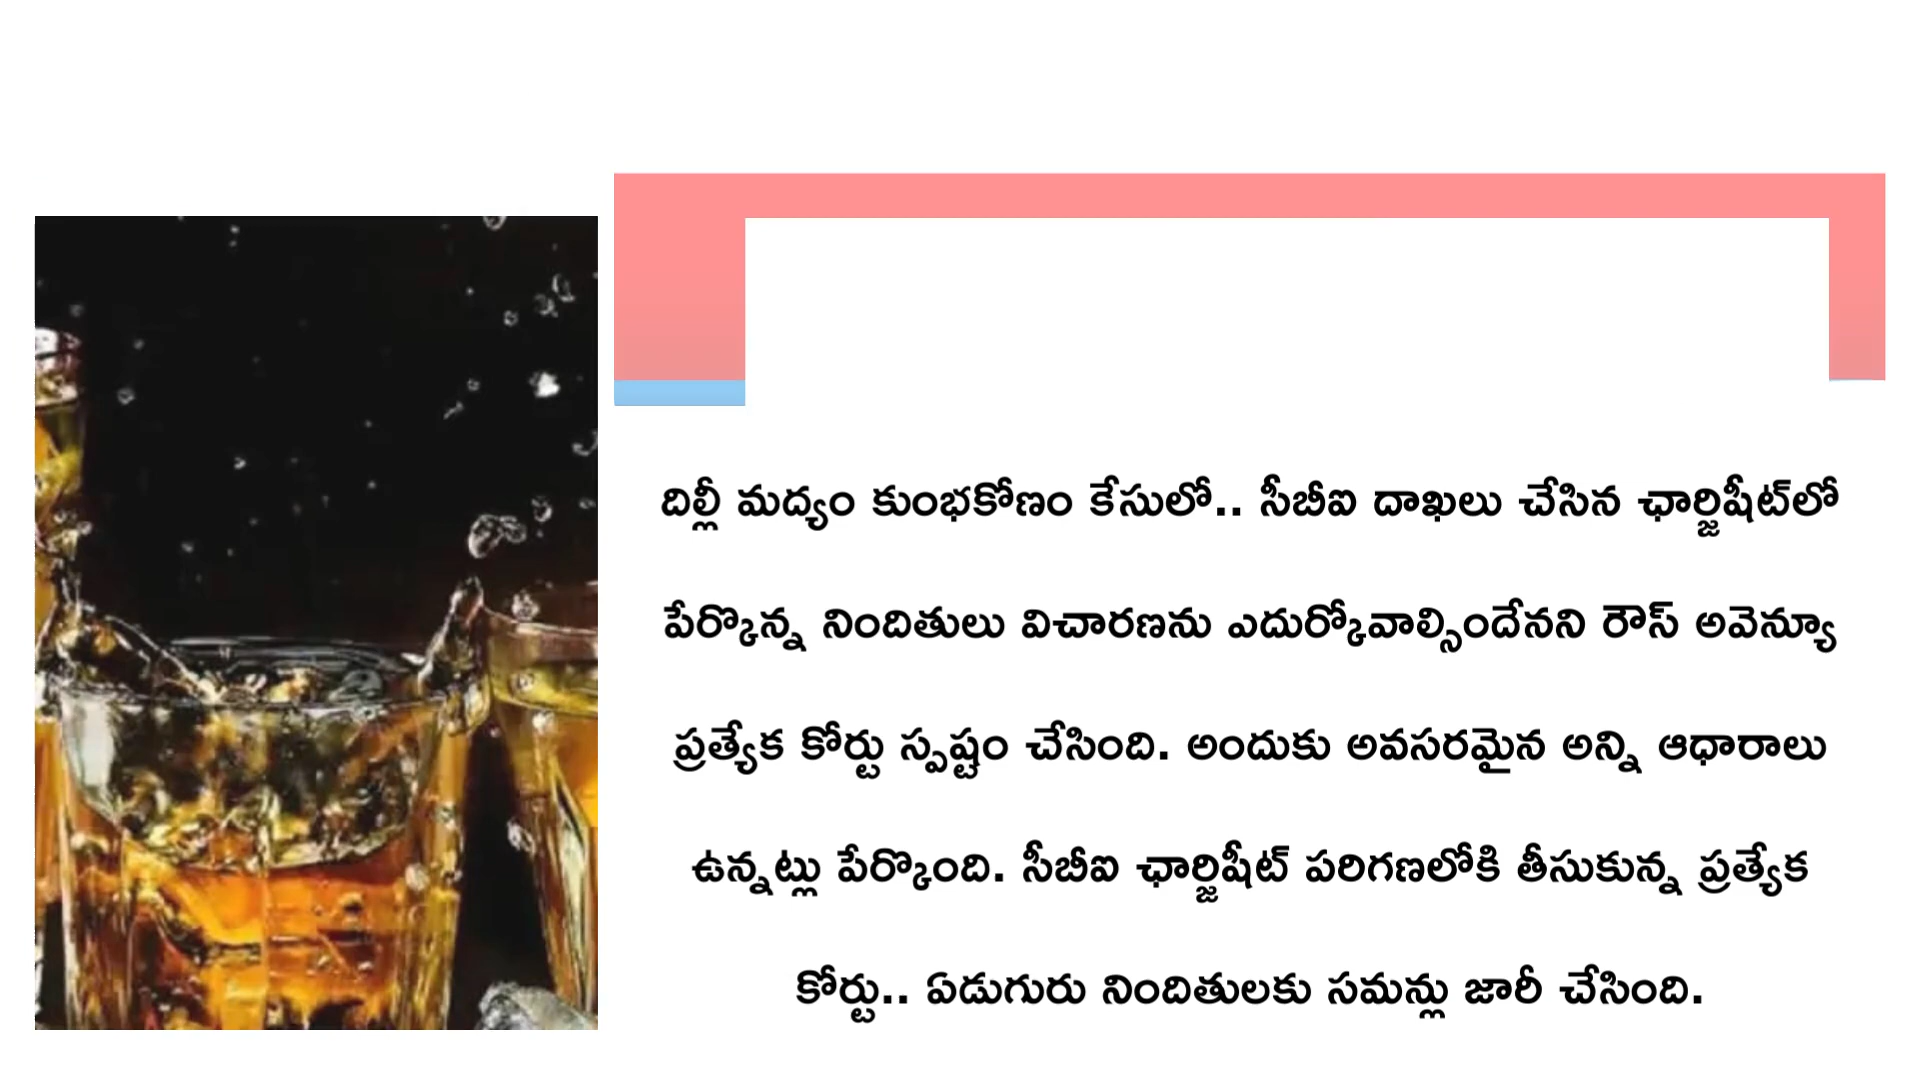 దిల్లీ మద్యం కుంభకోణం కేసులో.. సీబీఐ దాఖలు చేసిన ఛార్జిషీట్‌లో
పేర్కొన్న నిందితులు విచారణను ఎదుర్కోవాల్సిందేనని రౌస్ అవెన్యూ
ప్రత్యేక కోర్టు స్పష్టం చేసింది. అందుకు అవసరమైన అన్ని ఆధారాలు
ఉన్నట్లు పేర్కొంది. సీబీఐ ఛార్జిషీట్ పరిగణలోకి తీసుకున్న ప్రత్యేక
కోర్టు.. ఏడుగురు నిందితులకు సమన్లు జారీ చేసింది.